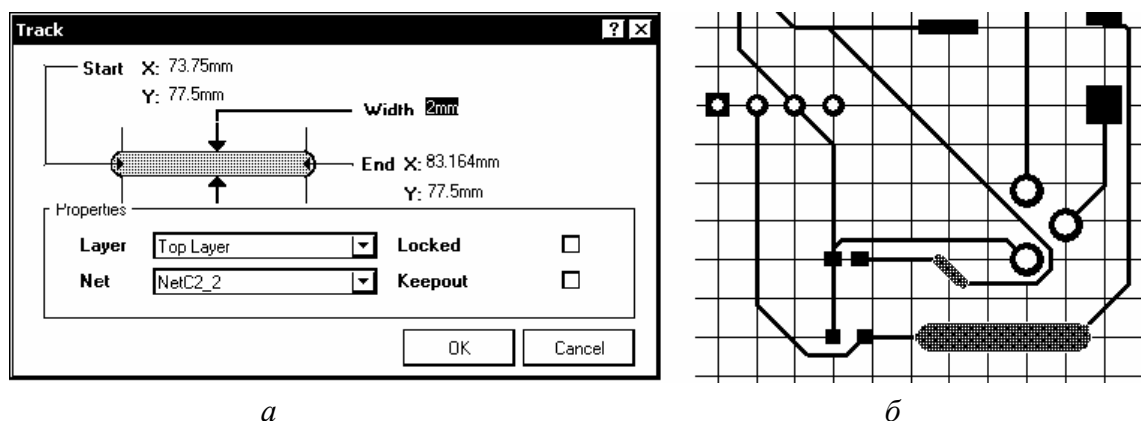 Track
? X
Start X: 73.75mm
Y: 77.5mm
Width 2mm
End X: 83.164mm
Y: 77.5mm
Properties
Layer Top Layer Locked
Net NetC2_2 Keepout
OK Cancel
а б